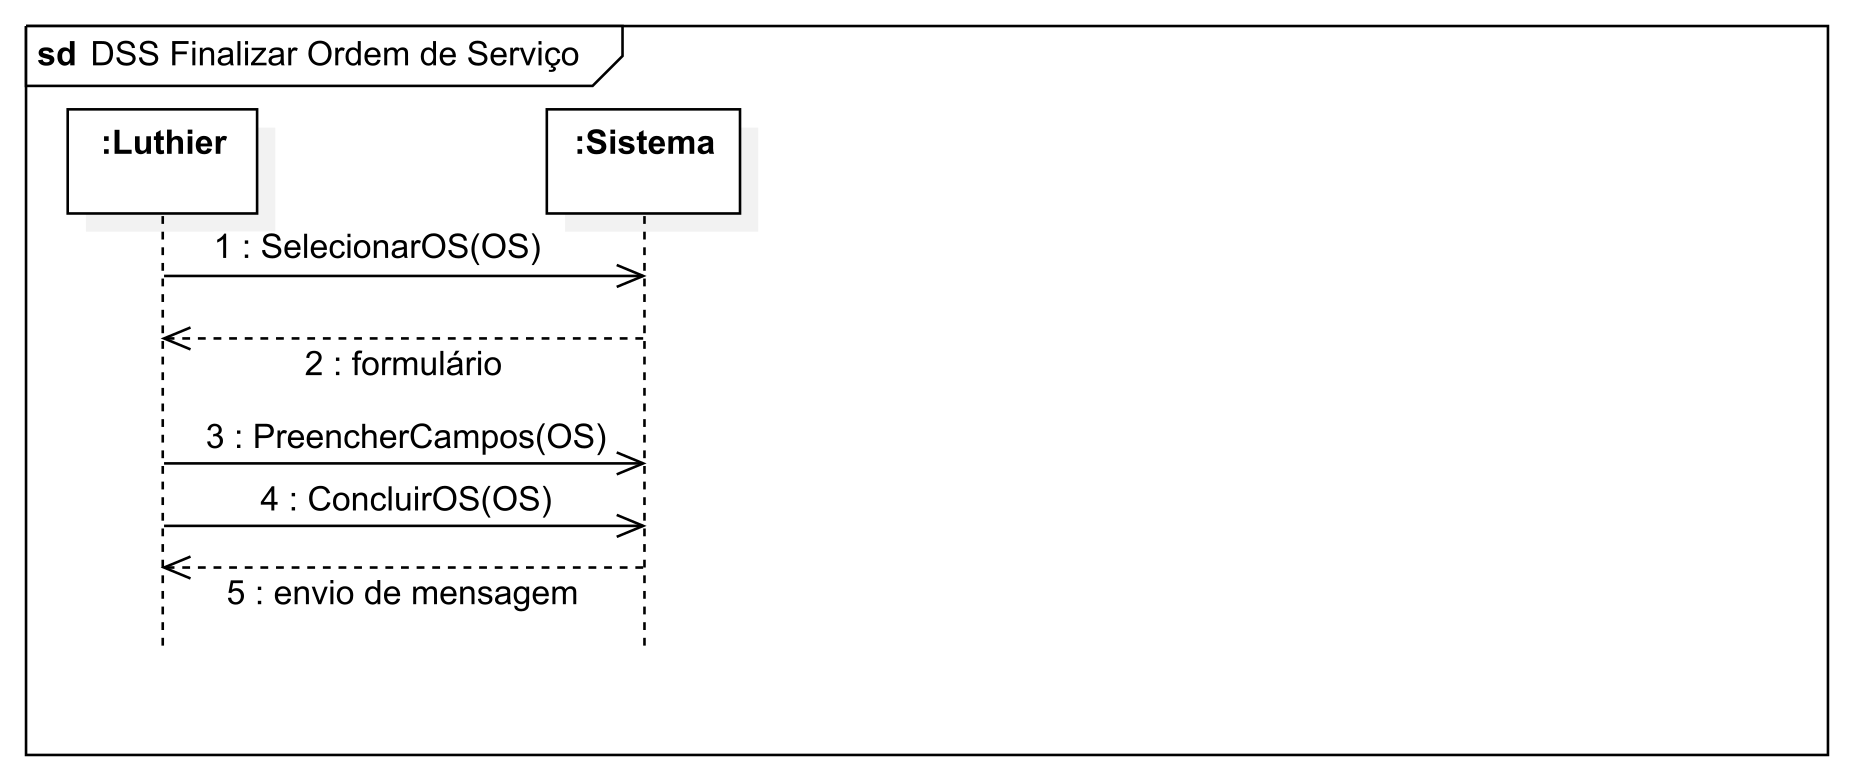 sd DSS Finalizar Ordem de Serviço
:Luthier
:Sistema
1 : SelecionarOS(OS)
2 : formulário
3 : PreencherCampos(OS)
4 : ConcluirOS(OS)
5 : envio de mensagem